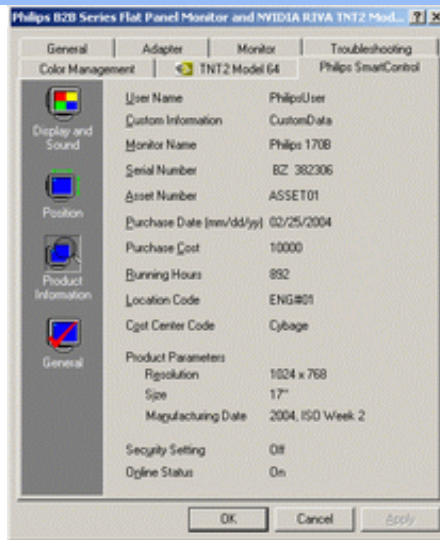 Philips B2B Series Flat Panel Monitor and NVIDIA RIVA TNT2 Mod...
General Adapter Monitor Troubleshooting
Color Management TNT2 Model 64 Philips SmartControl
Display and Sound
Position
Product Information
General
User Name PhilipsUser
Custom Information CustomData
Monitor Name Philips 170B
Serial Number BZ 382306
Asset Number ASSET01
Purchase Date (mm/dd/yy) 02/25/2004
Purchase Cost 10000
Running Hours 892
Location Code ENG#01
Cost Center Code Cybage
Product Parameters
Resolution 1024 x 768
Size 17"
Manufacturing Date 2004, ISO Week 2
Security Setting Off
Online Status On
OK Cancel Apply